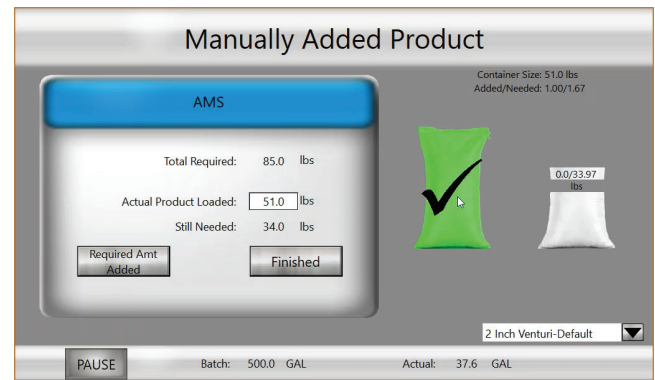 Manually Added Product
Container Size: 51.0 lbs
Added/Needed: 1.00/1.67
AMS
Total Required: 85.0 lbs
Actual Product Loaded: 51.0 lbs
Still Needed: 34.0 lbs
Required Amt
Added
Finished
0.0/33.97
lbs
2 Inch Venturi-Default
PAUSE Batch: 500.0 GAL Actual: 37.6 GAL